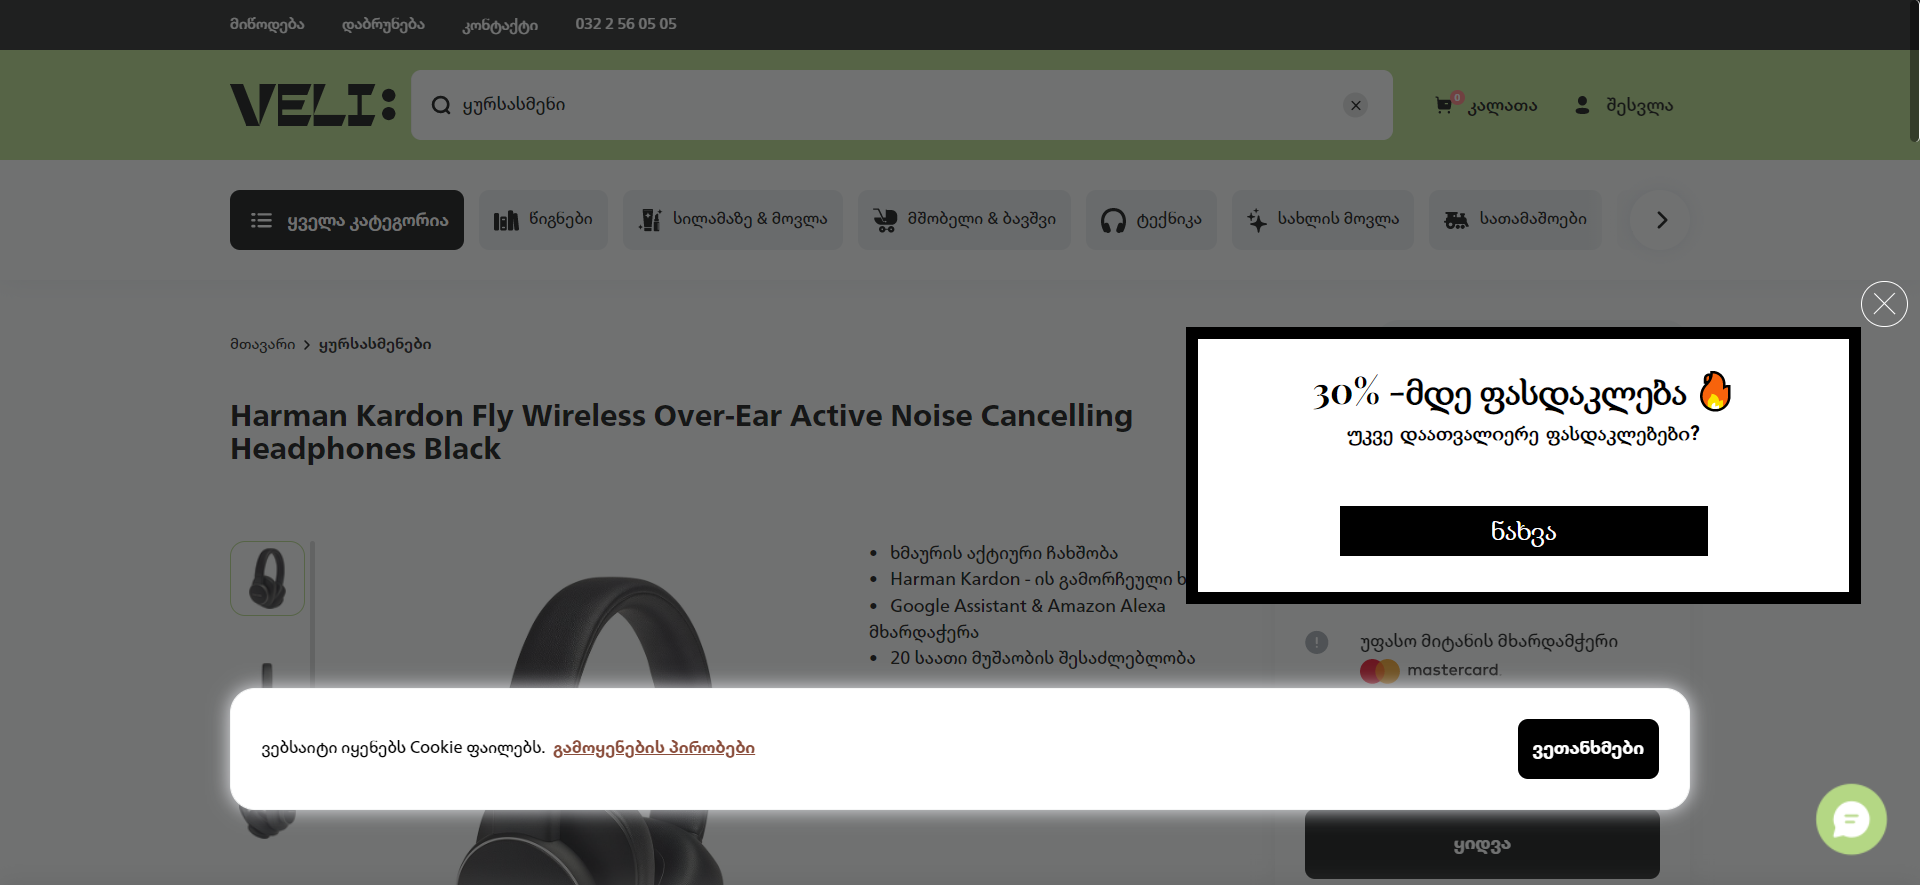 მიწოდება დაბრუნება კონტაქტი 032 2 56 05 05
VELI:
ყურსასმენი
0 კალათა შესვლა
ყველა კატეგორია წიგნები სილამაზე & მოვლა მშობელი & ბავშვი ტექნიკა სახლის მოვლა სათამაშოები
მთავარი ყურსასმენები
30% -მდე ფასდაკლება 🔥
უკვე დაათვალიერე ფასდაკლებები?
ნახვა
Harman Kardon Fly Wireless Over-Ear Active Noise Cancelling
Headphones Black
• ხმაურის აქტიური ჩახშობა
• Harman Kardon - ის გამორჩეული ხ
• Google Assistant & Amazon Alexa
მხარდაჭერა
• 20 საათი მუშაობის შესაძლებლობა
უფასო მიტანის მხარდამჭერი
mastercard.
ვებსაიტი იყენებს Cookie ფაილებს. გამოყენების პირობები
ვეთანხმები
ყიდვა